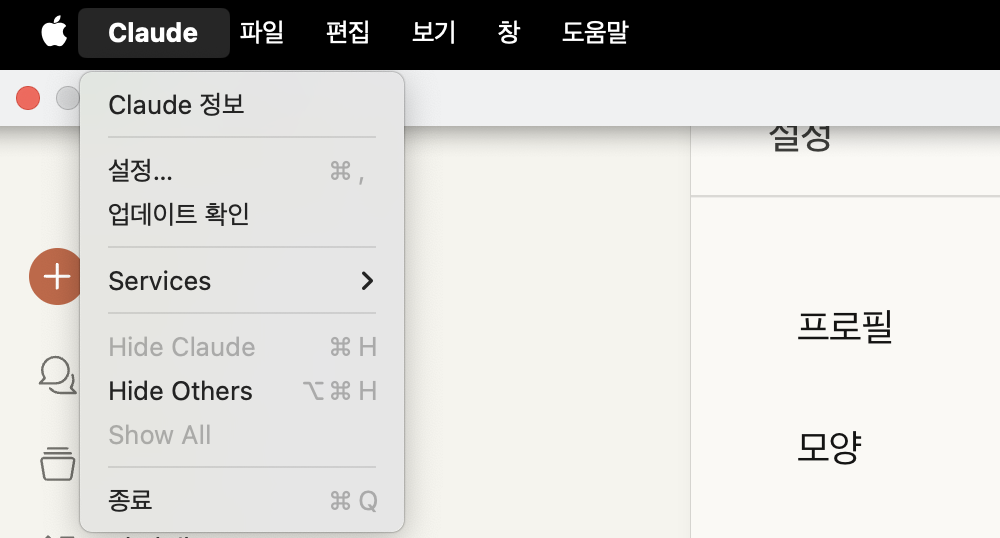 Claude 파일 편집 보기 창 도움말
Claude 정보
설정... ⌘ ,
업데이트 확인
Services
Hide Claude ⌘ H
Hide Others ⌥ ⌘ H
Show All
종료 ⌘ Q
설정
프로필
모양